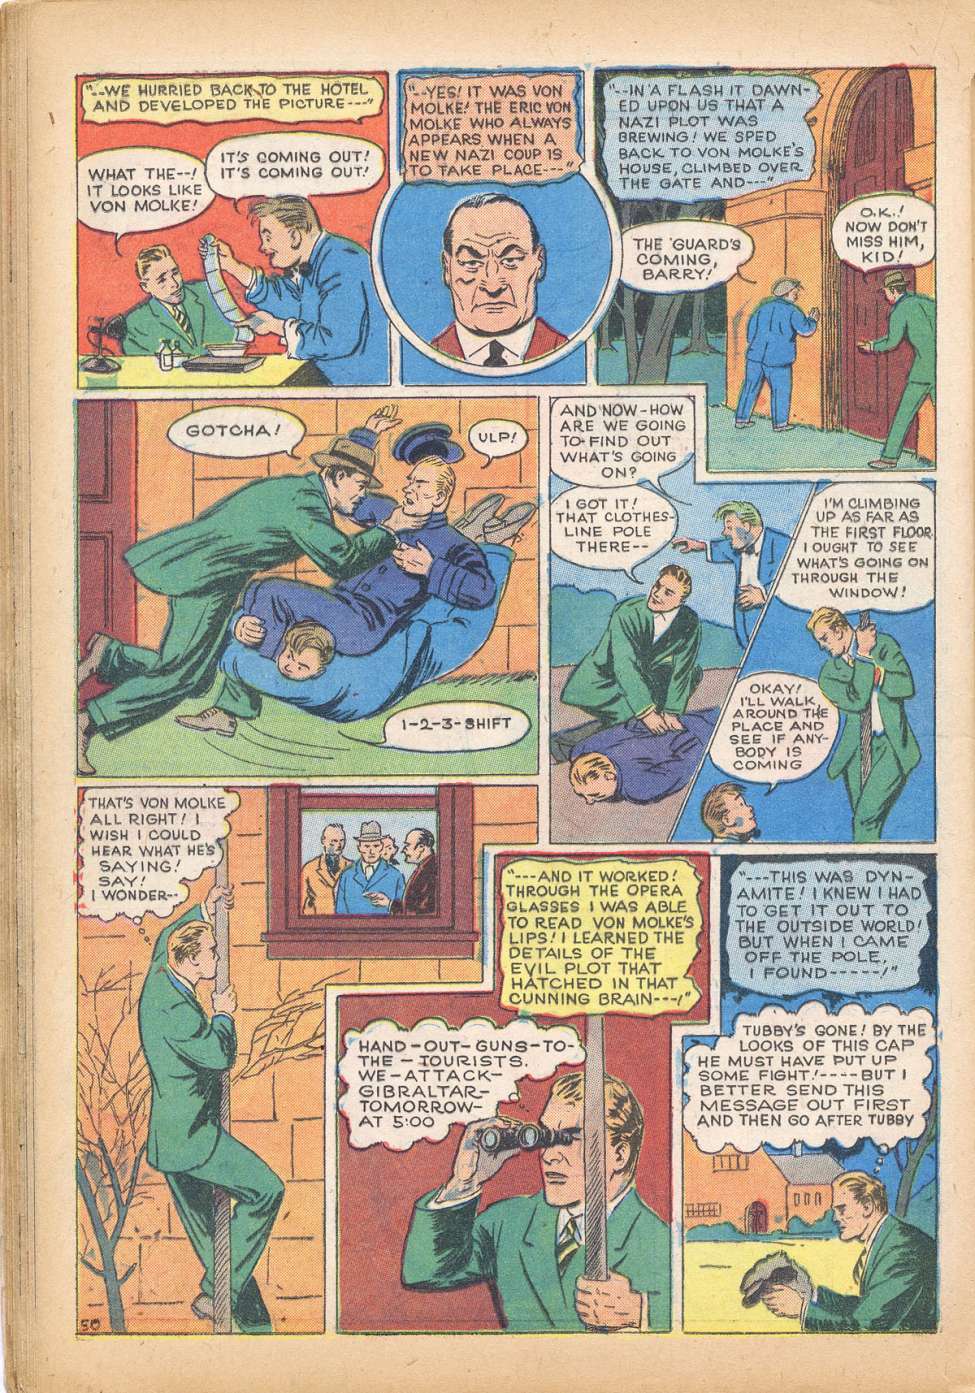 "--WE HURRIED BACK TO THE HOTEL
AND DEVELOPED THE PICTURE---"
WHAT THE--!
IT LOOKS LIKE
VON MOLKE!
IT'S COMING OUT!
IT'S COMING OUT!
"--YES! IT WAS VON
MOLKE! THE ERIC VON
MOLKE WHO ALWAYS
APPEARS WHEN A
NEW NAZI COUP IS
TO TAKE PLACE---"
"--IN A FLASH IT DAWN-
ED UPON US THAT A
NAZI PLOT WAS
BREWING! WE SPED
BACK TO VON MOLKE'S
HOUSE, CLIMBED OVER
THE GATE AND---"
THE GUARD'S
COMING,
BARRY!
O.K.!
NOW DON'T
MISS HIM,
KID!
GOTCHA!
ULP!
1-2-3-SHIFT
AND NOW-HOW
ARE WE GOING
TO FIND OUT
WHAT'S GOING
ON?
I GOT IT!
THAT CLOTHES-
LINE POLE
THERE--
I'M CLIMBING
UP AS FAR AS
THE FIRST FLOOR.
I OUGHT TO SEE
WHAT'S GOING ON
THROUGH THE
WINDOW!
OKAY!
I'LL WALK
AROUND THE
PLACE AND
SEE IF ANY-
BODY IS
COMING
THAT'S VON MOLKE
ALL RIGHT! I
WISH I COULD
HEAR WHAT HE'S
SAYING!
SAY!
I WONDER--
"---AND IT WORKED!
THROUGH THE OPERA
GLASSES I WAS ABLE
TO READ VON MOLKE'S
LIPS! I LEARNED THE
DETAILS OF THE
EVIL PLOT THAT
HATCHED IN THAT
CUNNING BRAIN---!"
HAND-OUT-GUNS-TO-
THE-TOURISTS.
WE-ATTACK-
GIBRALTAR-
TOMORROW-
AT 5:00
"---THIS WAS DYN-
AMITE! I KNEW I HAD
TO GET IT OUT TO
THE OUTSIDE WORLD!
BUT WHEN I CAME
OFF THE POLE,
I FOUND-----!"
TUBBY'S GONE! BY THE
LOOKS OF THIS CAP
HE MUST HAVE PUT UP
SOME FIGHT!----BUT I
BETTER SEND THIS
MESSAGE OUT FIRST
AND THEN GO AFTER TUBBY
50